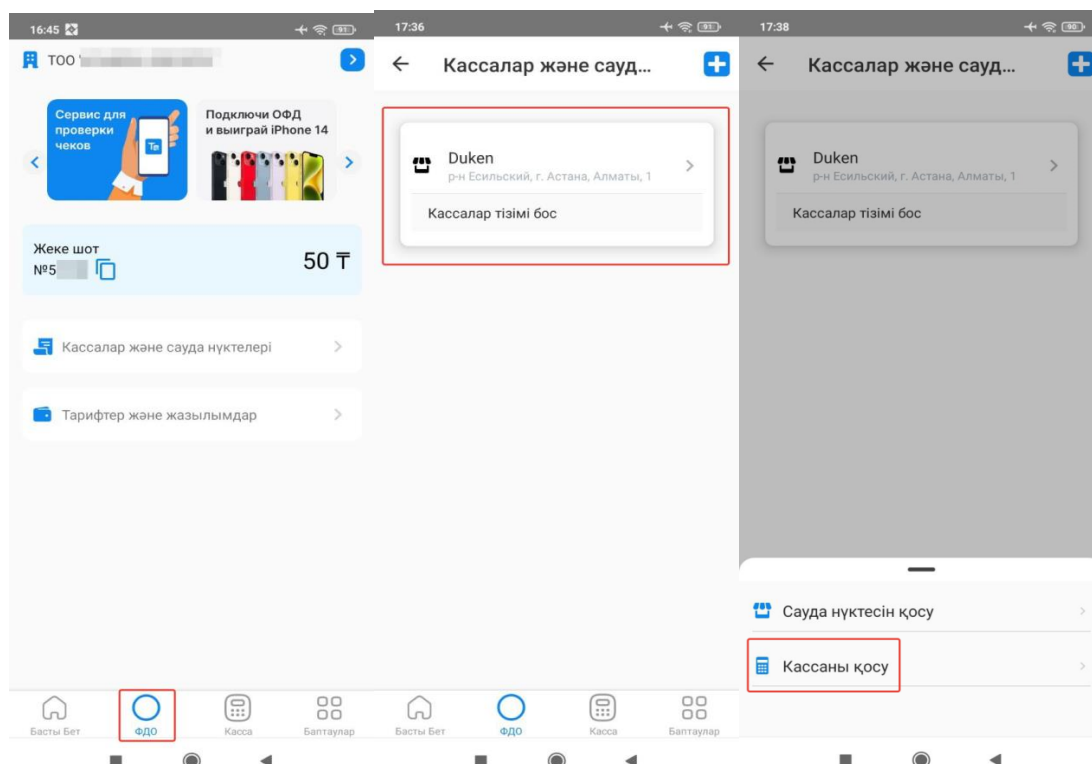 16:45
91
ТОО
Сервис для
проверки
чеков
Подключи ОФД
и выиграй iPhone 14
Жеке шот
№5
50 ₸
Кассалар және сауда нүктелері
Тарифтер және жазылымдар
Басты Бет
ФДО
Касса
Баптаулар
17:36
91
Кассалар және сауд...
Duken
р-н Есильский, г. Астана, Алматы, 1
Кассалар тізімі бос
Басты Бет
ФДО
Касса
Баптаулар
17:38
90
Кассалар және сауд...
Duken
р-н Есильский, г. Астана, Алматы, 1
Кассалар тізімі бос
Сауда нүктесін қосу
Кассаны қосу